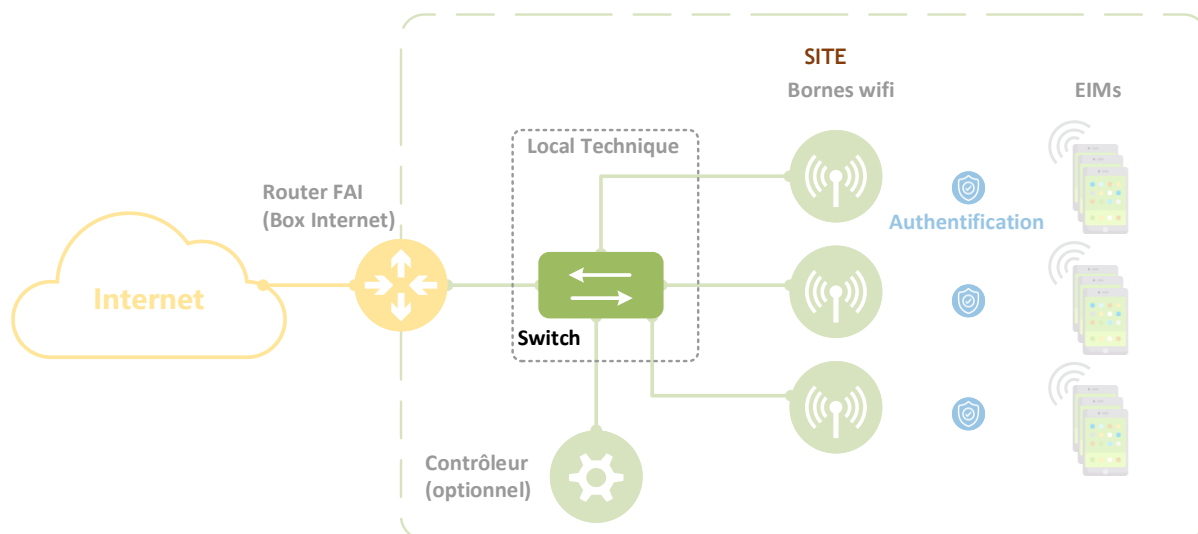 SITE
Bornes wifi
EIMs
Local Technique
Router FAI
(Box Internet)
Authentification
Internet
Switch
Contrôleur
(optionnel)